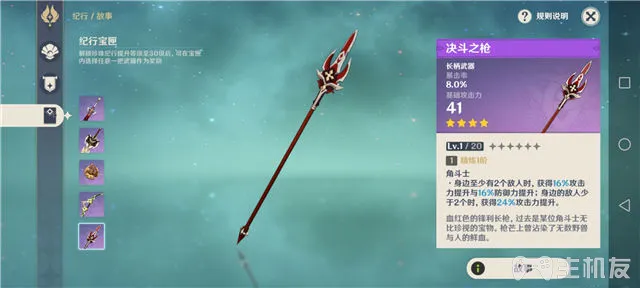 纪行 / 故事
规则说明
纪行宝匣
解锁珍珠纪行提升等级至30级后，可在宝匣
内选择任意一把武器作为奖励
决斗之枪
长柄武器
暴击率
8.0%
基础攻击力
41
Lv.1 / 20
1 精炼1阶
角斗士
·身边至少有2个敌人时，获得16%攻击
力提升与16%防御力提升；身边的敌人少
于2个时，获得24%攻击力提升。
血红色的锋利长枪，过去是某位角斗士无
比珍视的宝物。枪芒上曾沾染了无数野兽
与人的鲜血。
故事
主机友